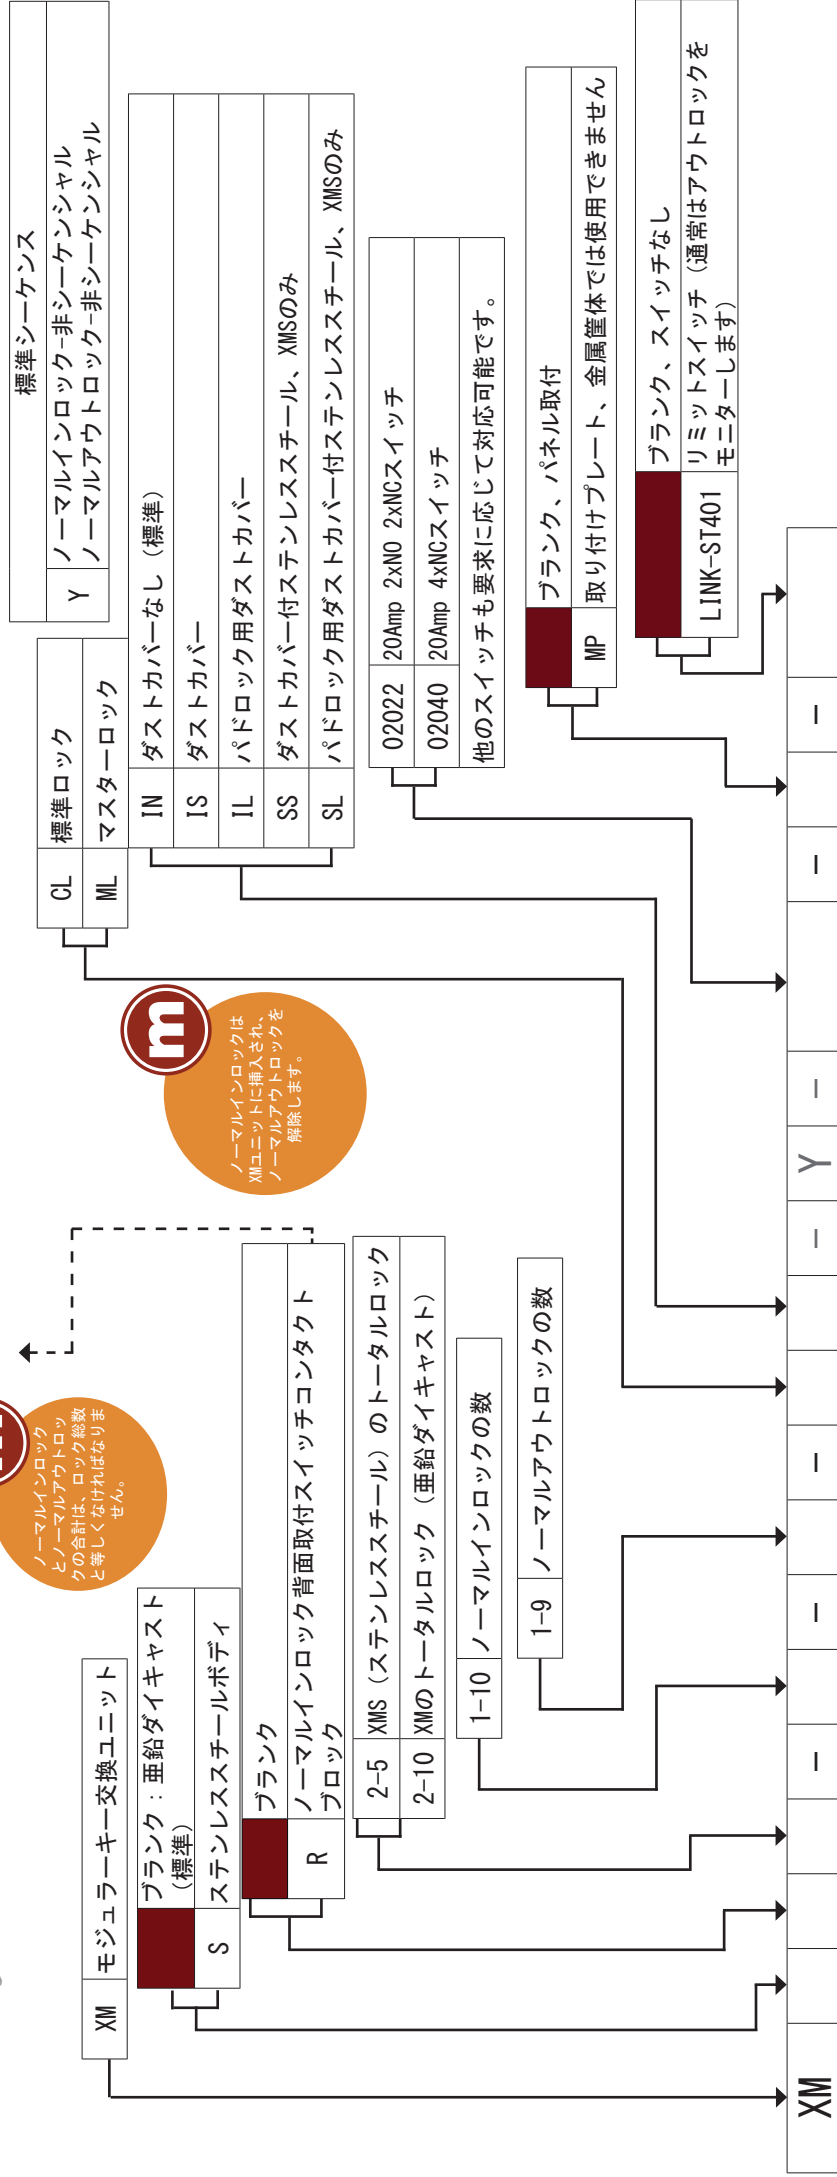 XM モジュラーキー交換ユニット
ブランク：亜鉛ダイキャスト
（標準）
S ステンレススチールボディ
ブランク
R ノーマルインロック背面取付スイッチコンタクト
ブロック
2-5 XMS（ステンレススチール）のトータルロック
2-10 XMのトータルロック（亜鉛ダイキャスト）
1-10 ノーマルインロックの数
1-9 ノーマルアウトロックの数
ノーマルインロック
とノーマルアウトロッ
クの合計は、ロック総数
と等しくなければなりま
せん。
m
ノーマルインロックは
XMユニットに挿入され、
ノーマルアウトロックを
解除します。
CL 標準ロック
ML マスターロック
標準シーケンス
Y ノーマルインロック-非シーケンシャル
ノーマルアウトロック-非シーケンシャル
IN ダストカバーなし（標準）
IS ダストカバー
IL パドロック用ダストカバー
SS ダストカバー付ステンレススチール、XMSのみ
SL パドロック用ダストカバー付ステンレススチール、XMSのみ
02022 20Amp 2xNO 2xNCスイッチ
02040 20Amp 4xNCスイッチ
他のスイッチも要求に応じて対応可能です。
ブランク、パネル取付
MP 取り付けプレート、金属筐体では使用できません
ブランク、スイッチなし
LINK-ST401 リミットスイッチ（通常はアウトロックを
モニターします）
XM - - - - Y - - -